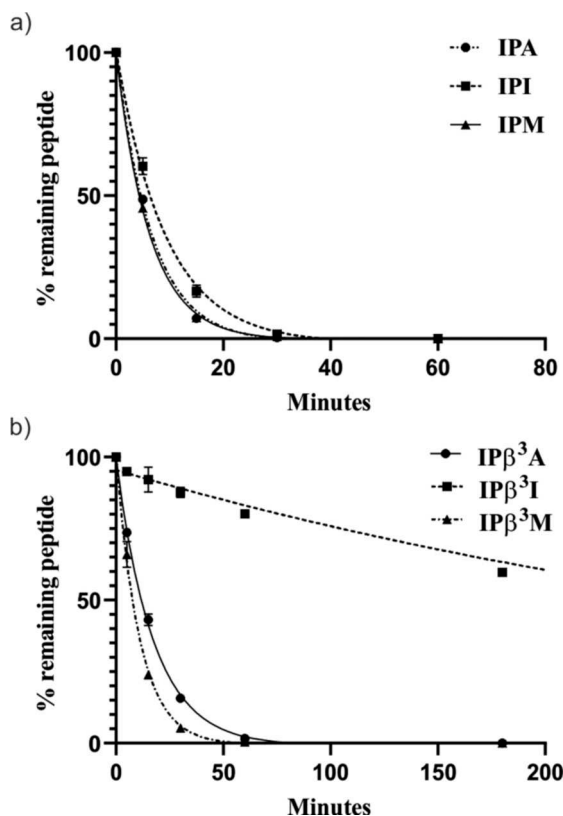 a)
IPA
IPI
IPM
% remaining peptide
100
50
0
0 20 40 60 80
Minutes
b)
IPβ³A
IPβ³I
IPβ³M
% remaining peptide
100
50
0
0 50 100 150 200
Minutes